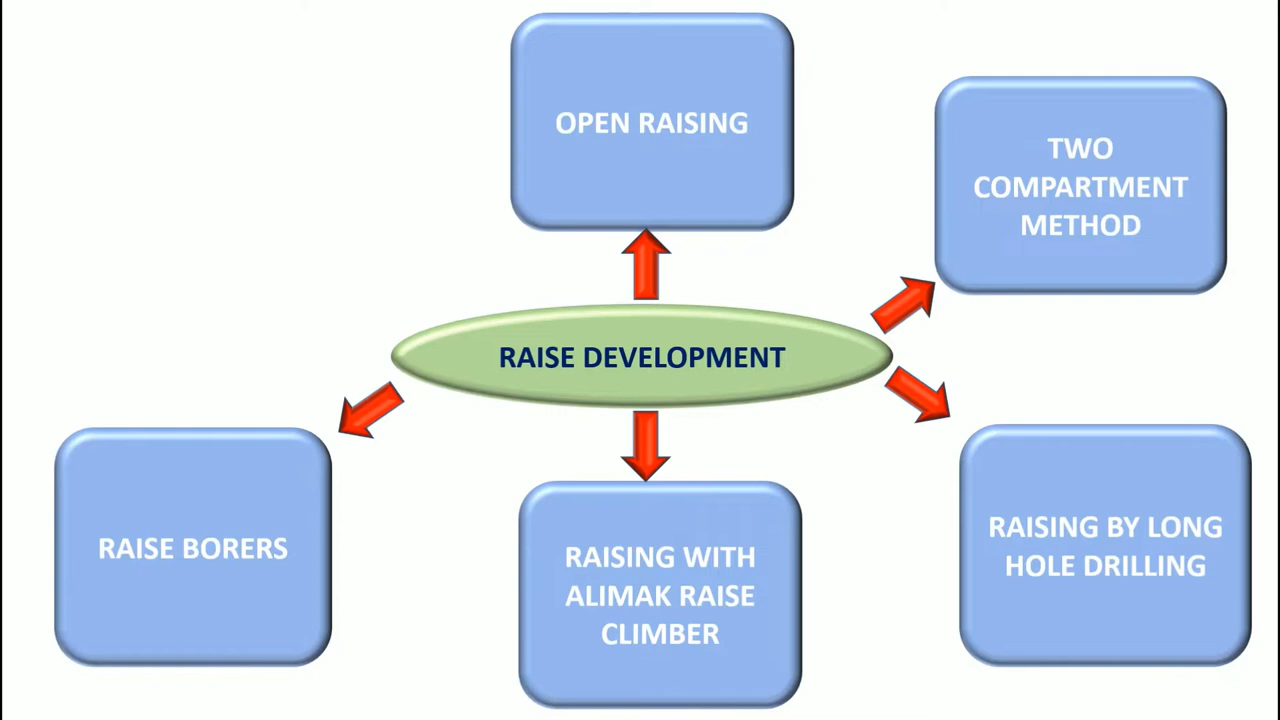 OPEN RAISING
TWO
COMPARTMENT
METHOD
RAISE DEVELOPMENT
RAISE BORERS
RAISING WITH
ALIMAK RAISE
CLIMBER
RAISING BY LONG
HOLE DRILLING